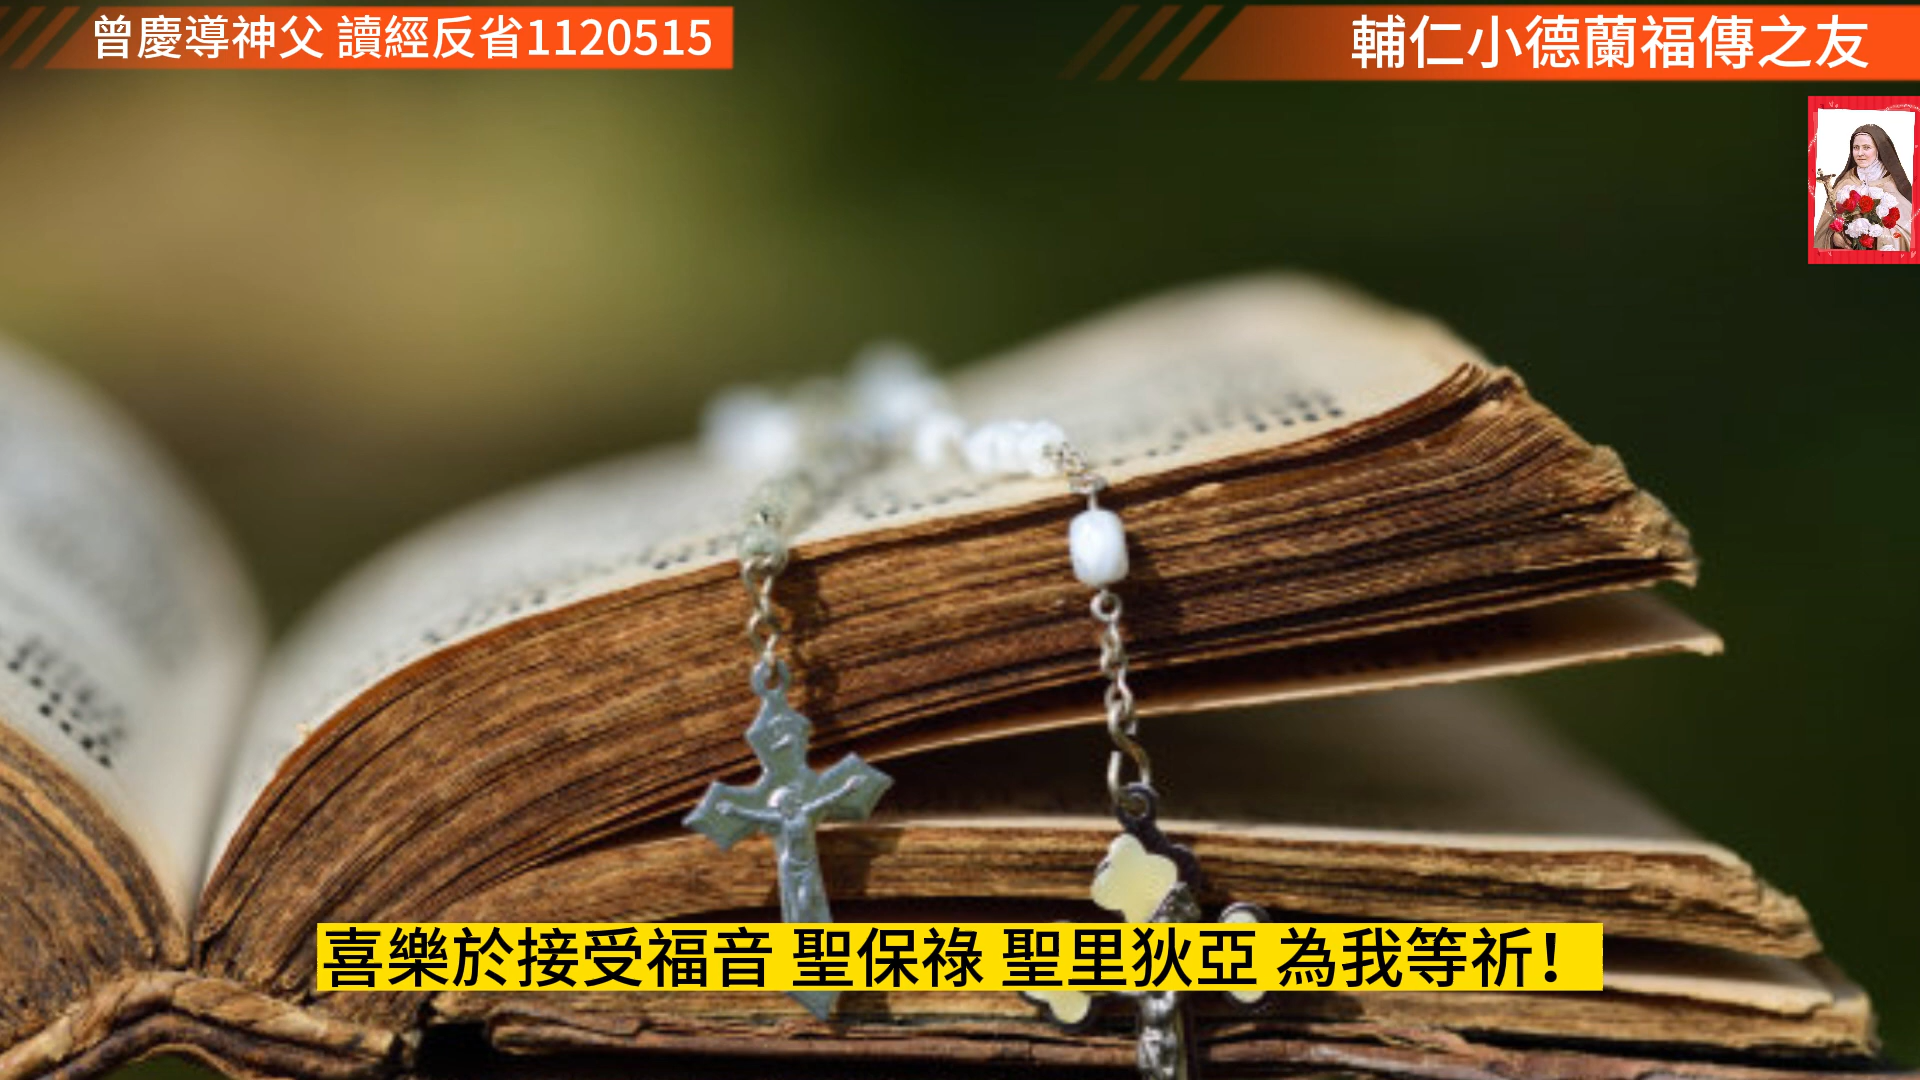 曾慶導神父 讀經反省1120515
輔仁小德蘭福傳之友
喜樂於接受福音 聖保祿 聖里狄亞 為我等祈!